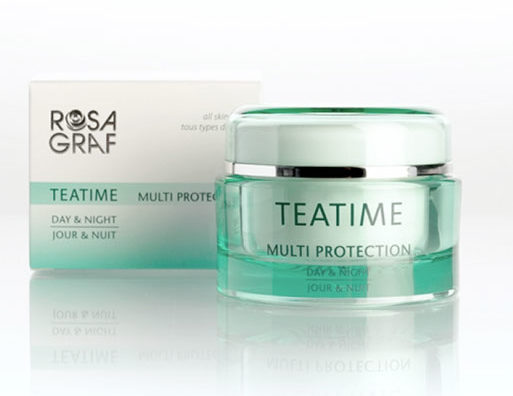 ROSA
GRAF
all skin
tous types d
TEATIME MULTI PROTEC
DAY & NIGHT
JOUR & NUIT
TEATIME
MULTI PROTECTION
DAY & NIGHT
JOUR & NUIT